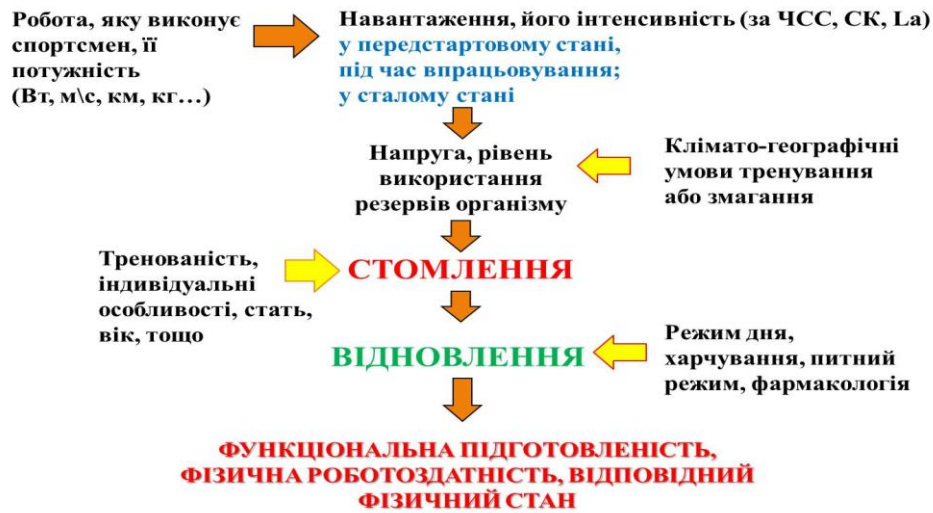 Робота, яку виконує
спортсмен, її
потужність
(Вт, м\с, км, кг…)
Навантаження, його інтенсивність (за ЧСС, СК, La)
у передстартовому стані,
під час впрацьовування;
у сталому стані
Напруга, рівень
використання
резервів організму
Клімато-географічні
умови тренування
або змагання
Тренованість,
індивідуальні
особливості, стать,
вік, тощо
СТОМЛЕННЯ
ВІДНОВЛЕННЯ
Режим дня,
харчування, питний
режим, фармакологія
ФУНКЦІОНАЛЬНА ПІДГОТОВЛЕНІСТЬ,
ФІЗИЧНА РОБОТОЗДАТНІСТЬ, ВІДПОВІДНИЙ
ФІЗИЧНИЙ СТАН